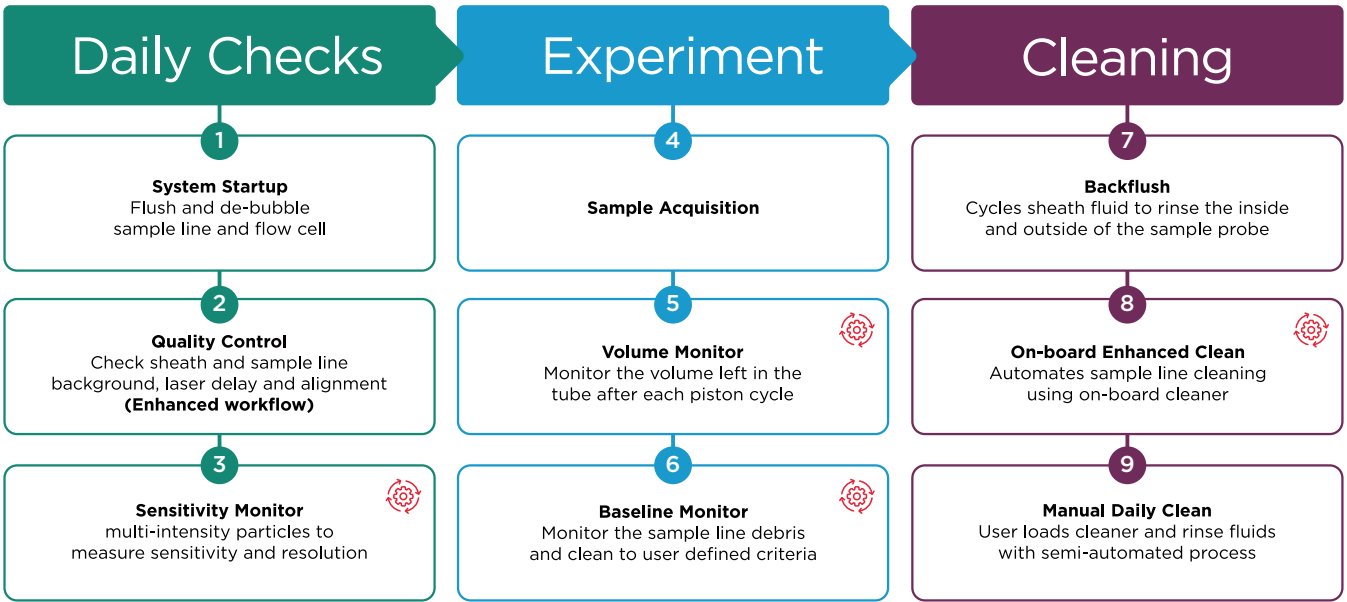 Daily Checks
1
System Startup
Flush and de-bubble
sample line and flow cell
2
Quality Control
Check sheath and sample line
background, laser delay and alignment
(Enhanced workflow)
3
Sensitivity Monitor
multi-intensity particles to
measure sensitivity and resolution
Experiment
4
Sample Acquisition
5
Volume Monitor
Monitor the volume left in the
tube after each piston cycle
6
Baseline Monitor
Monitor the sample line debris
and clean to user defined criteria
Cleaning
7
Backflush
Cycles sheath fluid to rinse the inside
and outside of the sample probe
8
On-board Enhanced Clean
Automates sample line cleaning
using on-board cleaner
9
Manual Daily Clean
User loads cleaner and rinse fluids
with semi-automated process